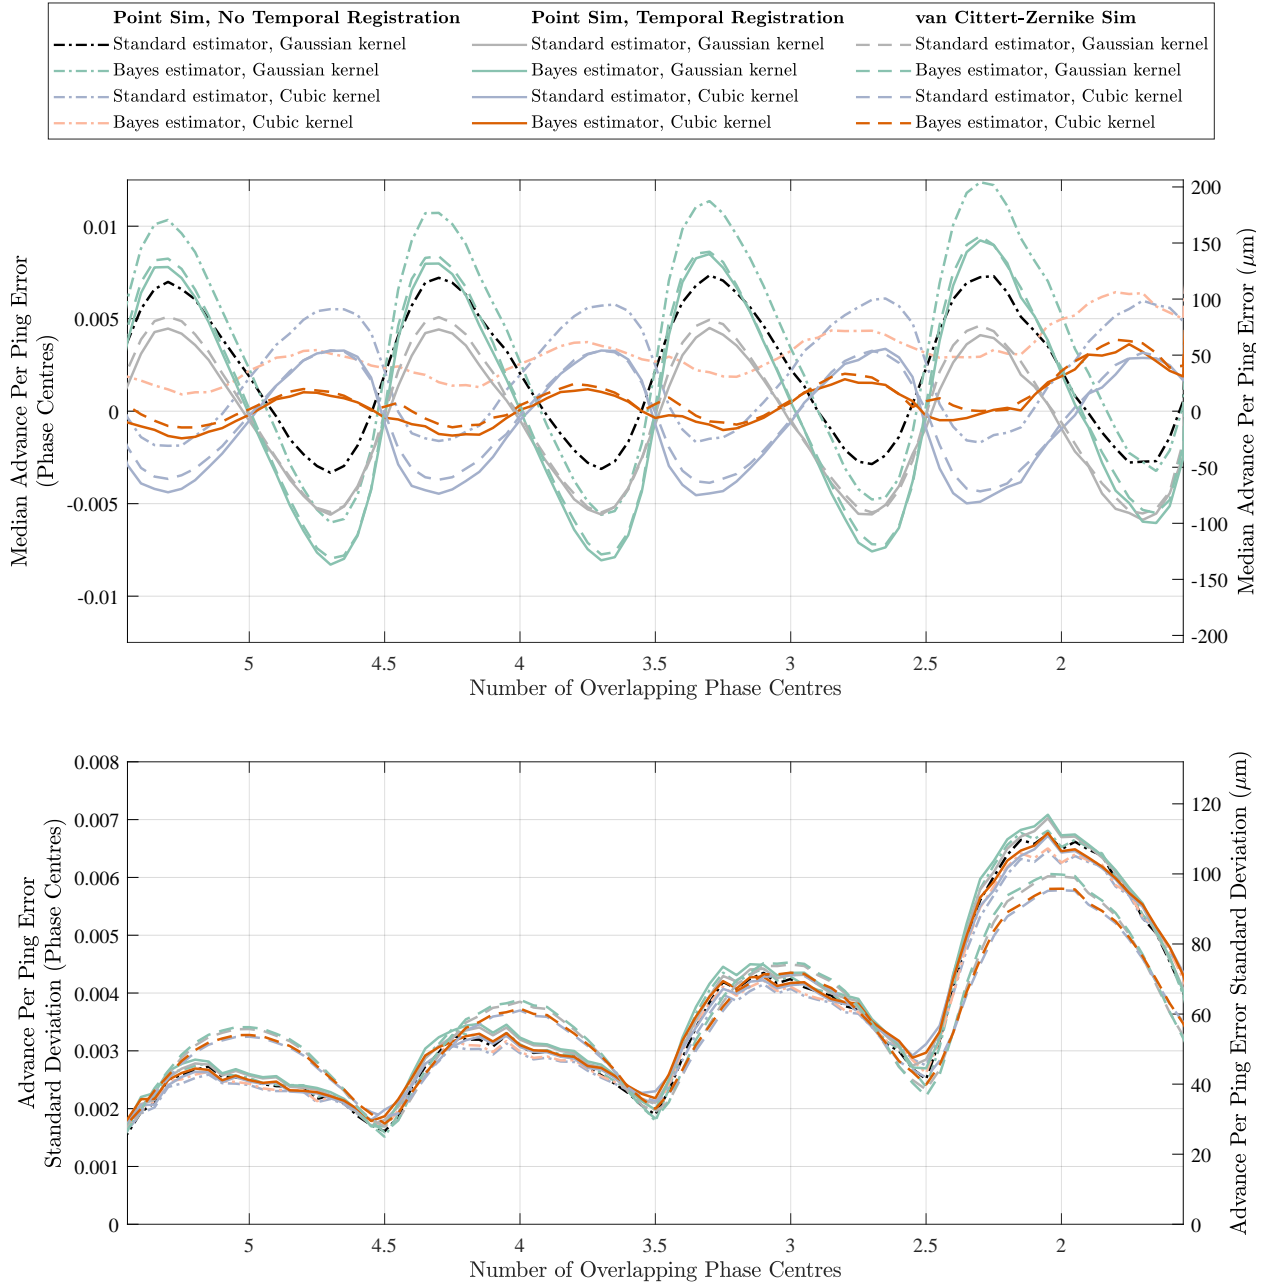 Point Sim, No Temporal Registration
Standard estimator, Gaussian kernel
Bayes estimator, Gaussian kernel
Standard estimator, Cubic kernel
Bayes estimator, Cubic kernel
Point Sim, Temporal Registration
Standard estimator, Gaussian kernel
Bayes estimator, Gaussian kernel
Standard estimator, Cubic kernel
Bayes estimator, Cubic kernel
van Cittert-Zernike Sim
Standard estimator, Gaussian kernel
Bayes estimator, Gaussian kernel
Standard estimator, Cubic kernel
Bayes estimator, Cubic kernel
Median Advance Per Ping Error
(Phase Centres)
0.01
0.005
0
-0.005
-0.01
200
150
100
50
0
-50
-100
-150
-200
Median Advance Per Ping Error (μm)
5
4.5
4
3.5
3
2.5
2
Number of Overlapping Phase Centres
Advance Per Ping Error
Standard Deviation (Phase Centres)
0.008
0.007
0.006
0.005
0.004
0.003
0.002
0.001
0
120
100
80
60
40
20
0
Advance Per Ping Error Standard Deviation (μm)
5
4.5
4
3.5
3
2.5
2
Number of Overlapping Phase Centres